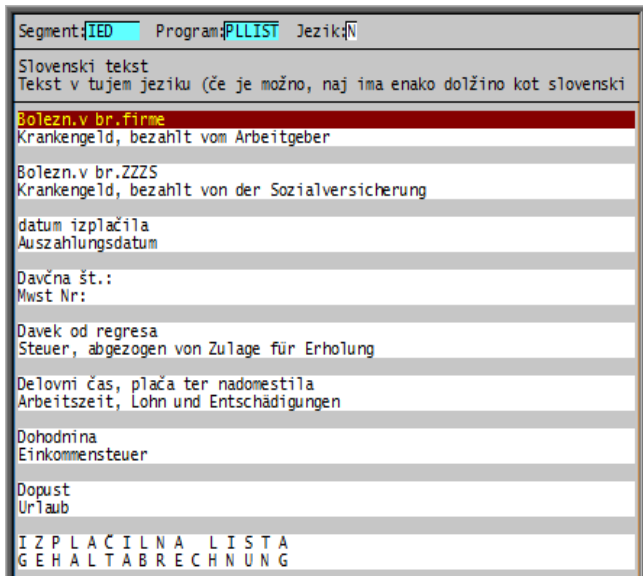 Segment:IED Program:PLLIST Jezik:N
Slovenski tekst
Tekst v tujem jeziku (če je možno, naj ima enako dolžino kot slovenski
Bolezn.v br.firme
Krankengeld, bezahlt vom Arbeitgeber
Bolezn.v br.ZZZS
Krankengeld, bezahlt von der Sozialversicherung
datum izplačila
Auszahlungsdatum
Davčna št.:
Mwst Nr:
Davek od regresa
Steuer, abgezogen von Zulage für Erholung
Delovni čas, plača ter nadomestila
Arbeitszeit, Lohn und Entschädigungen
Dohodnina
Einkommensteuer
Dopust
Urlaub
I Z P L A Č I L N A   L I S T A
G E H A L T A B R E C H N U N G